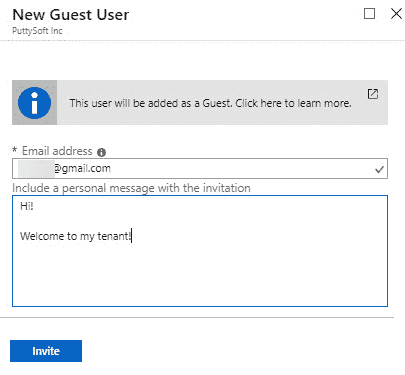 New Guest User
PuttySoft Inc
This user will be added as a Guest. Click here to learn more.
* Email address
@gmail.com
Include a personal message with the invitation
Hi!
Welcome to my tenant!
Invite